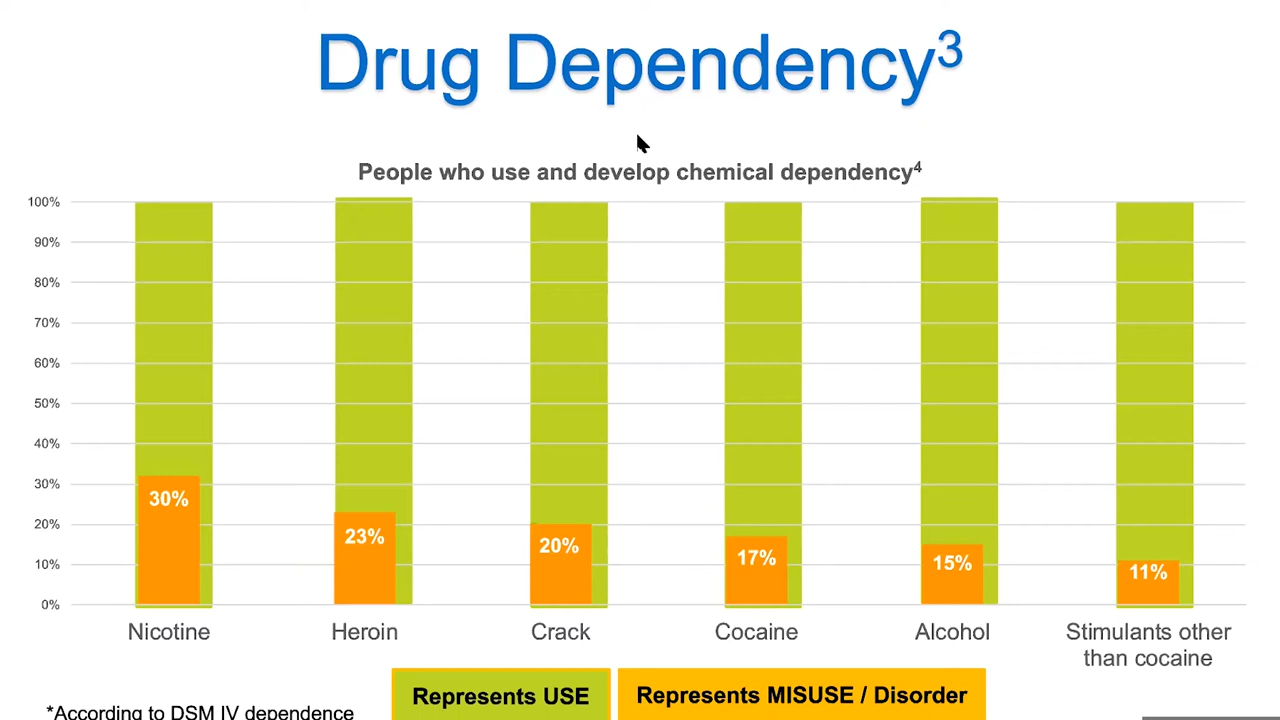 Drug Dependency3
People who use and develop chemical dependency4
100%
90%
80%
70%
60%
50%
40%
30%
20%
10%
0%
30%
23%
20%
17%
15%
11%
Nicotine
Heroin
Crack
Cocaine
Alcohol
Stimulants other
than cocaine
Represents USE
Represents MISUSE / Disorder
*According to DSM IV dependence